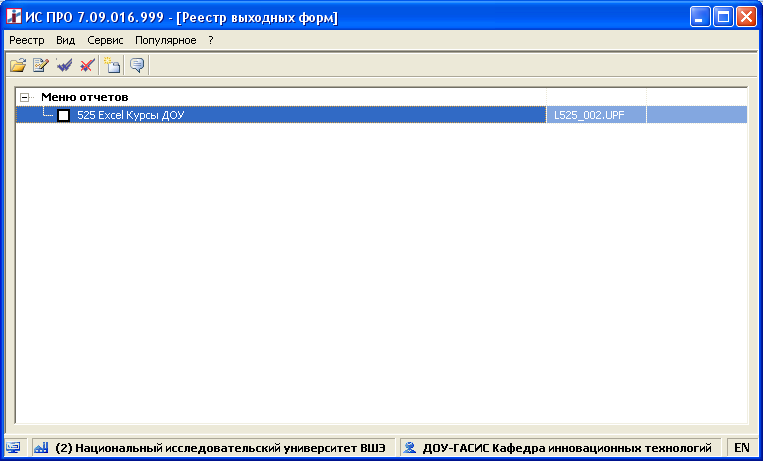 ИС ПРО 7.09.016.999 - [Реестр выходных форм]
Реестр Вид Сервис Популярное ?
Меню отчетов
525 Excel Курсы ДОУ L525_002.UPF
(2) Национальный исследовательский университет ВШЭ ДОУ-ГАСИС Кафедра инновационных технологий EN